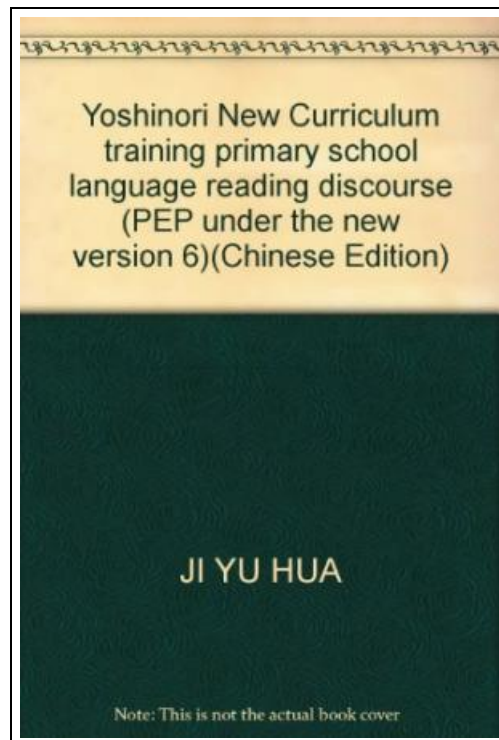 Yoshinori New Curriculum
training primary school
language reading discourse
(PEP under the new
version 6)(Chinese Edition)
JI YU HUA
Note: This is not the actual book cover